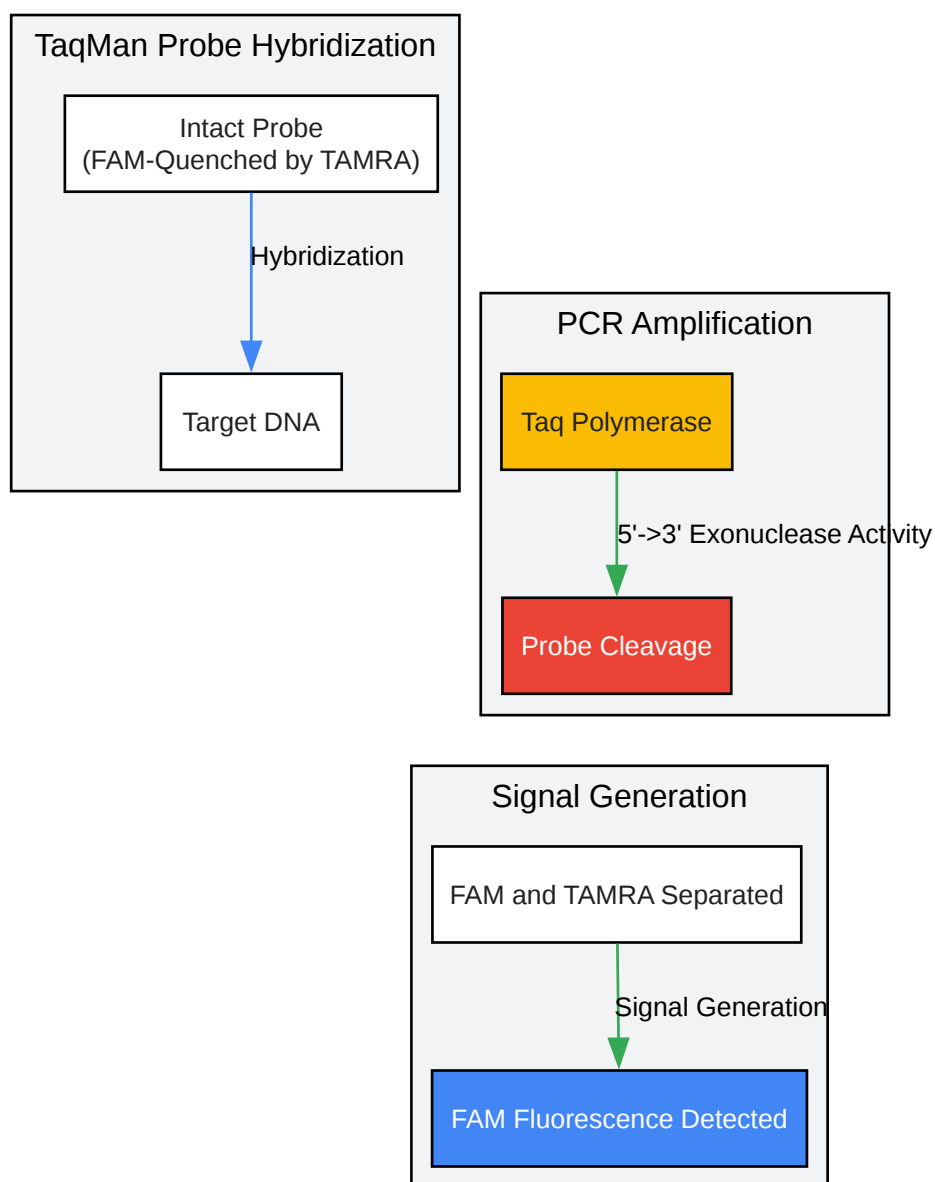 TaqMan Probe Hybridization
Intact Probe
(FAM-Quenched by TAMRA)
Hybridization
Target DNA
PCR Amplification
Taq Polymerase
5'->3' Exonuclease Activity
Probe Cleavage
Signal Generation
FAM and TAMRA Separated
Signal Generation
FAM Fluorescence Detected